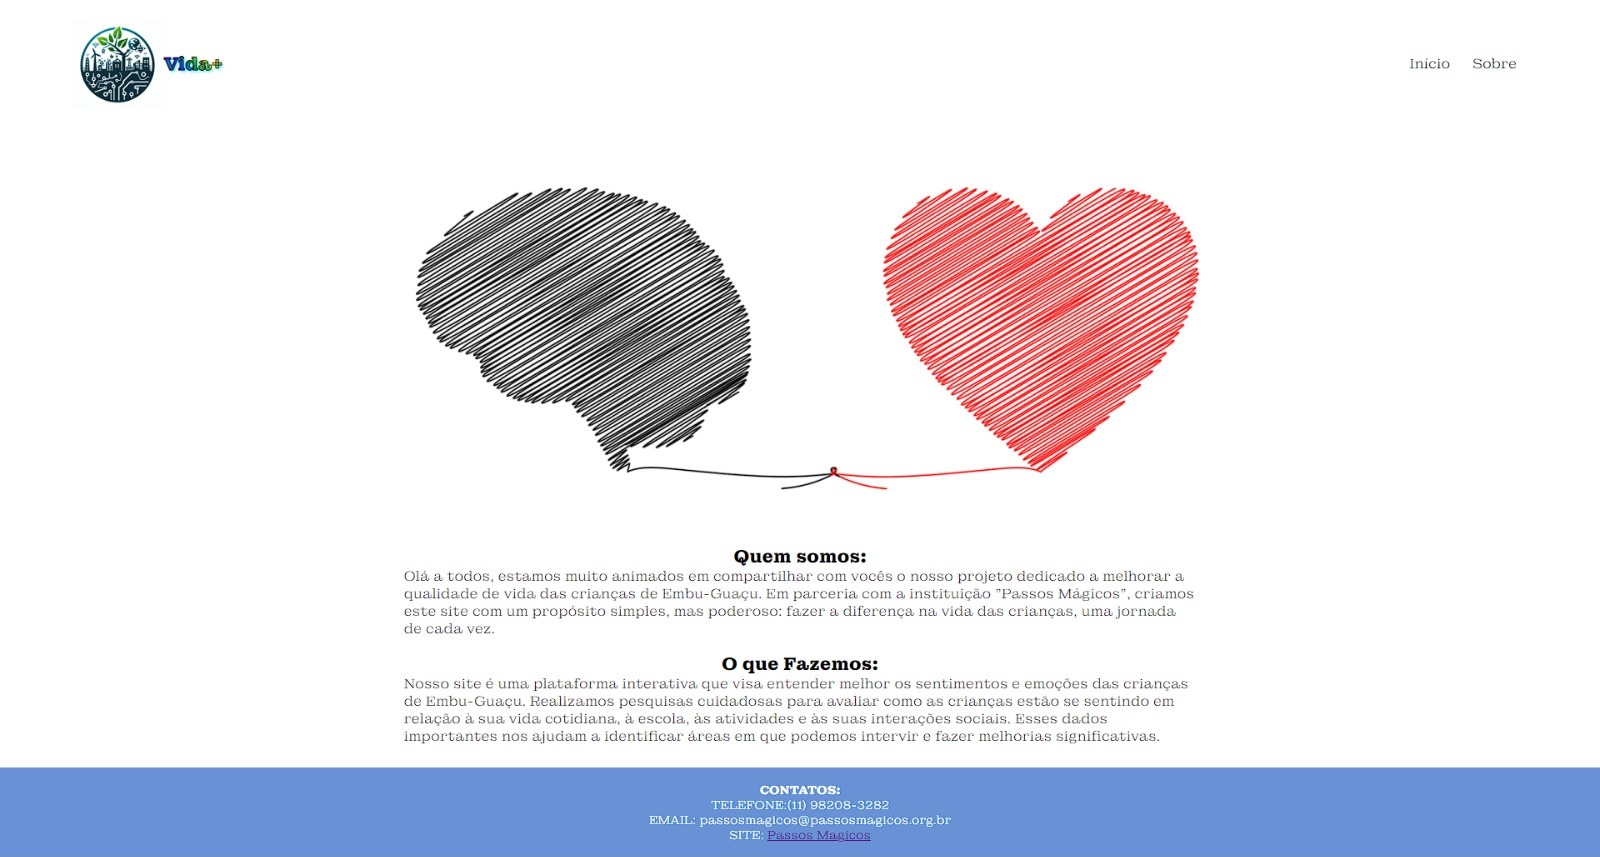 Vida+
Início Sobre
Quem somos:
Olá a todos, estamos muito animados em compartilhar com vocês o nosso projeto dedicado a melhorar a
qualidade de vida das crianças de Embu-Guaçu. Em parceria com a instituição "Passos Mágicos", criamos
este site com um propósito simples, mas poderoso: fazer a diferença na vida das crianças, uma jornada
de cada vez.
O que Fazemos:
Nosso site é uma plataforma interativa que visa entender melhor os sentimentos e emoções das crianças
de Embu-Guaçu. Realizamos pesquisas cuidadosas para avaliar como as crianças estão se sentindo em
relação à sua vida cotidiana, à escola, às atividades e às suas interações sociais. Esses dados
importantes nos ajudam a identificar áreas em que podemos intervir e fazer melhorias significativas.
CONTATOS:
TELEFONE:(11) 98208-3282
EMAIL: passosmagicos@passosmagicos.org.br
SITE: Passos Magicos